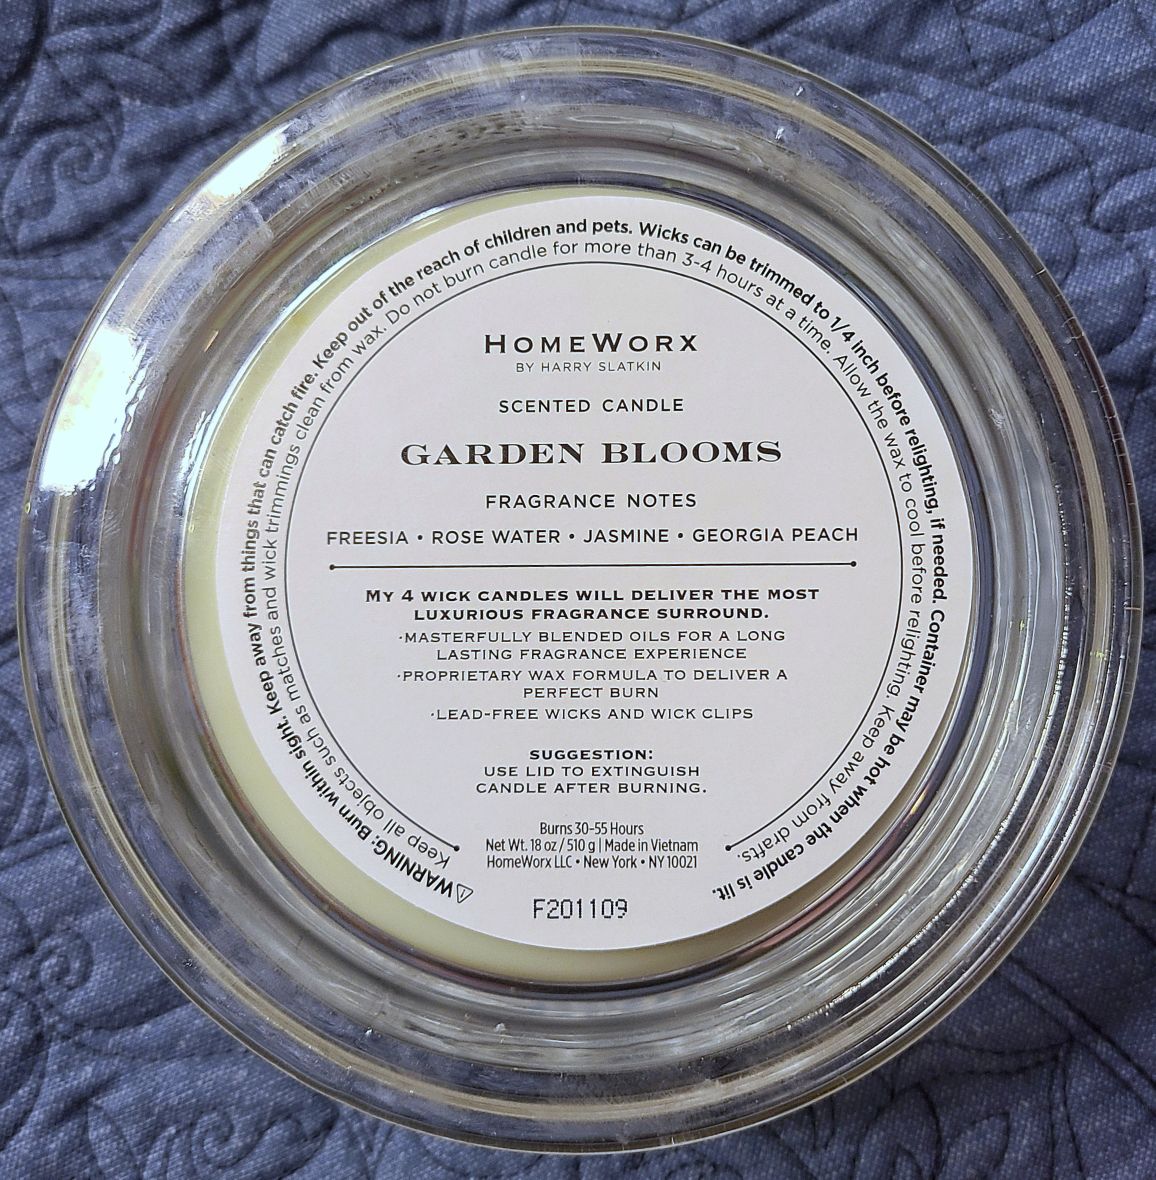 ⚠WARNING: Burn within sight. Keep away from things that can catch fire. Keep out of the reach of children and pets. Wicks can be trimmed to 1/4 inch before relighting, if needed. Container may be hot when the candle is lit.
Keep all objects such as matches and wick trimmings clean from wax. Do not burn candle for more than 3-4 hours at a time. Allow the wax to cool before relighting. Keep away from drafts.
HOMEWORX
BY HARRY SLATKIN
SCENTED CANDLE
GARDEN BLOOMS
FRAGRANCE NOTES
FREESIA • ROSE WATER • JASMINE • GEORGIA PEACH
MY 4 WICK CANDLES WILL DELIVER THE MOST
LUXURIOUS FRAGRANCE SURROUND.
·MASTERFULLY BLENDED OILS FOR A LONG
LASTING FRAGRANCE EXPERIENCE
·PROPRIETARY WAX FORMULA TO DELIVER A
PERFECT BURN
·LEAD-FREE WICKS AND WICK CLIPS
SUGGESTION:
USE LID TO EXTINGUISH
CANDLE AFTER BURNING.
Burns 30-55 Hours
Net Wt. 18 oz / 510 g | Made in Vietnam
HomeWorx LLC • New York • NY 10021
F201109